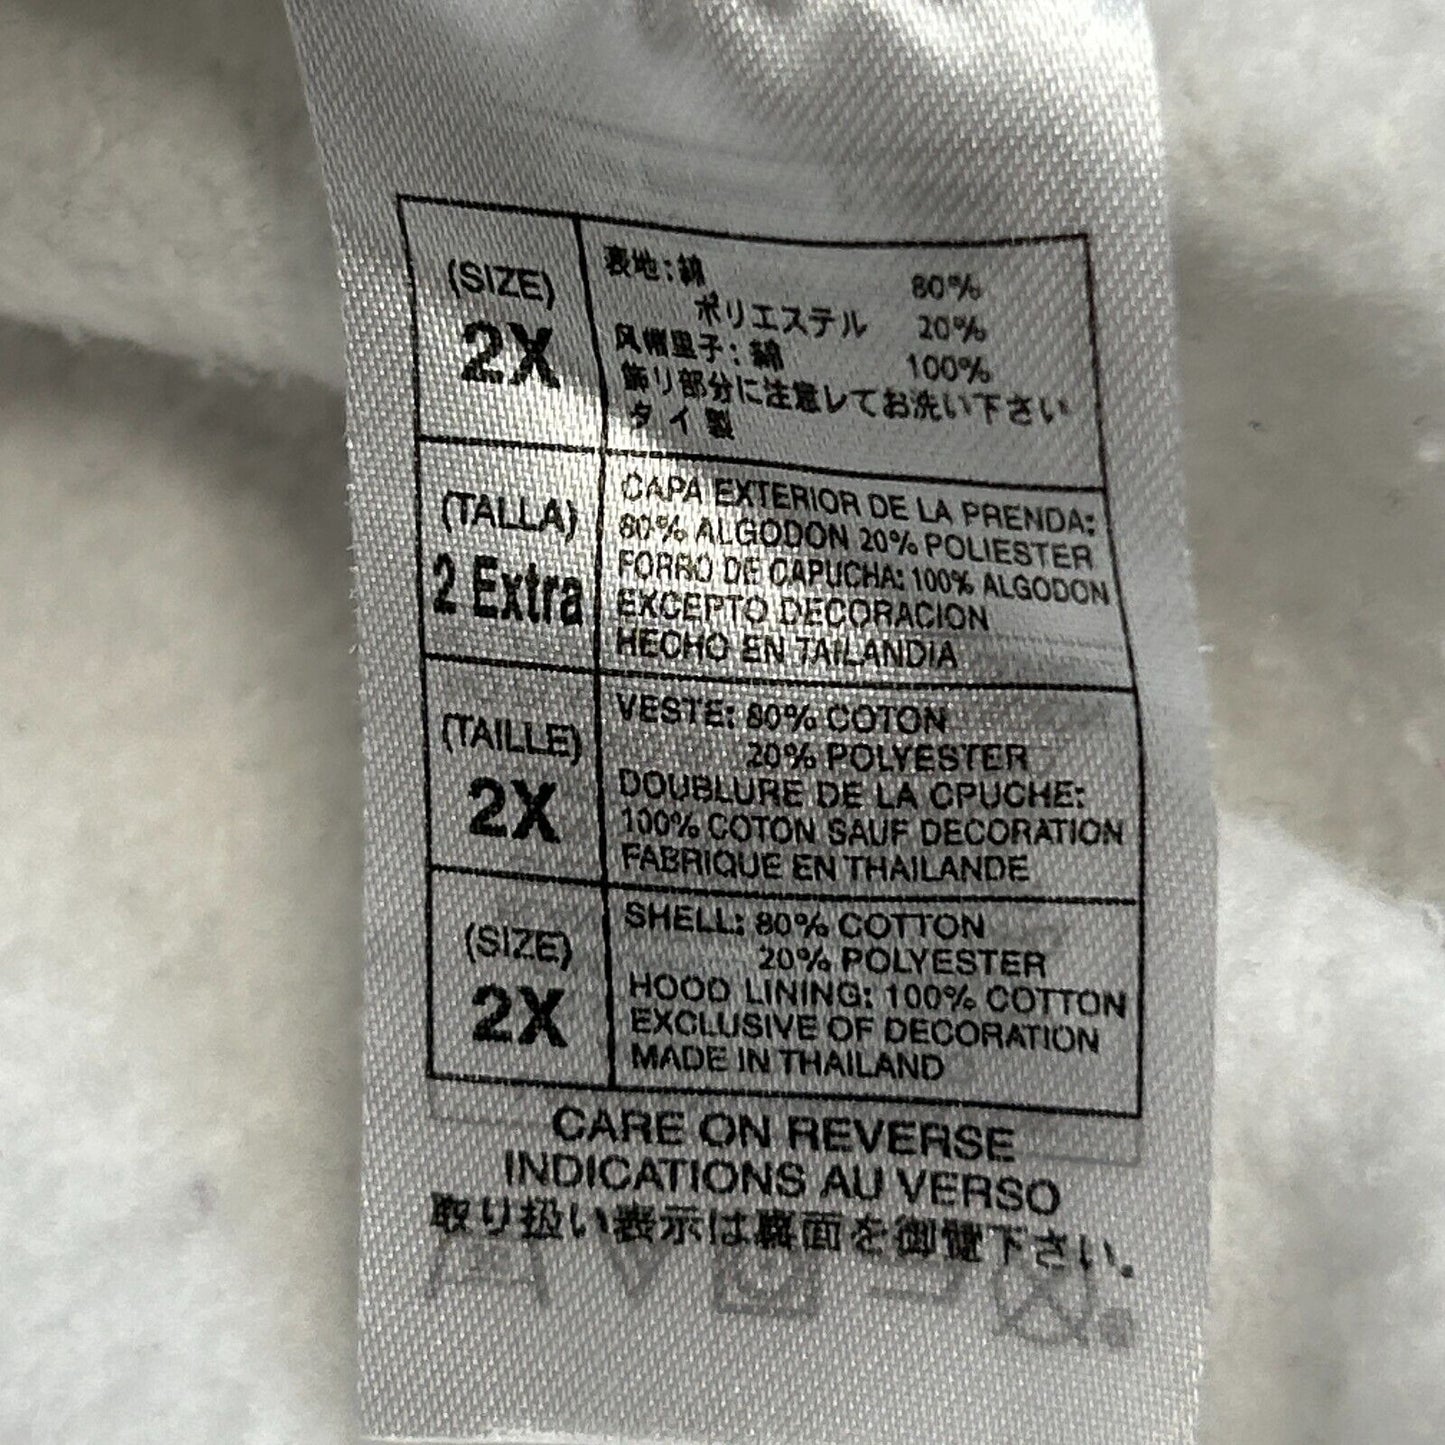 (SIZE)
2X
表地:綿 80%
ポリエステル 20%
风帽里子:綿 100%
飾り部分に注意してお洗い下さい
タイ製
(TALLA)
2 Extra
CAPA EXTERIOR DE LA PRENDA:
80% ALGODON 20% POLIESTER
FORRO DE CAPUCHA: 100% ALGODON
EXCEPTO DECORACION
HECHO EN TAILANDIA
(TAILLE)
2X
VESTE: 80% COTON
20% POLYESTER
DOUBLURE DE LA CPUCHE:
100% COTON SAUF DECORATION
FABRIQUE EN THAILANDE
(SIZE)
2X
SHELL: 80% COTTON
20% POLYESTER
HOOD LINING: 100% COTTON
EXCLUSIVE OF DECORATION
MADE IN THAILAND
CARE ON REVERSE
INDICATIONS AU VERSO
取り扱い表示は裏面を御覧下さい.